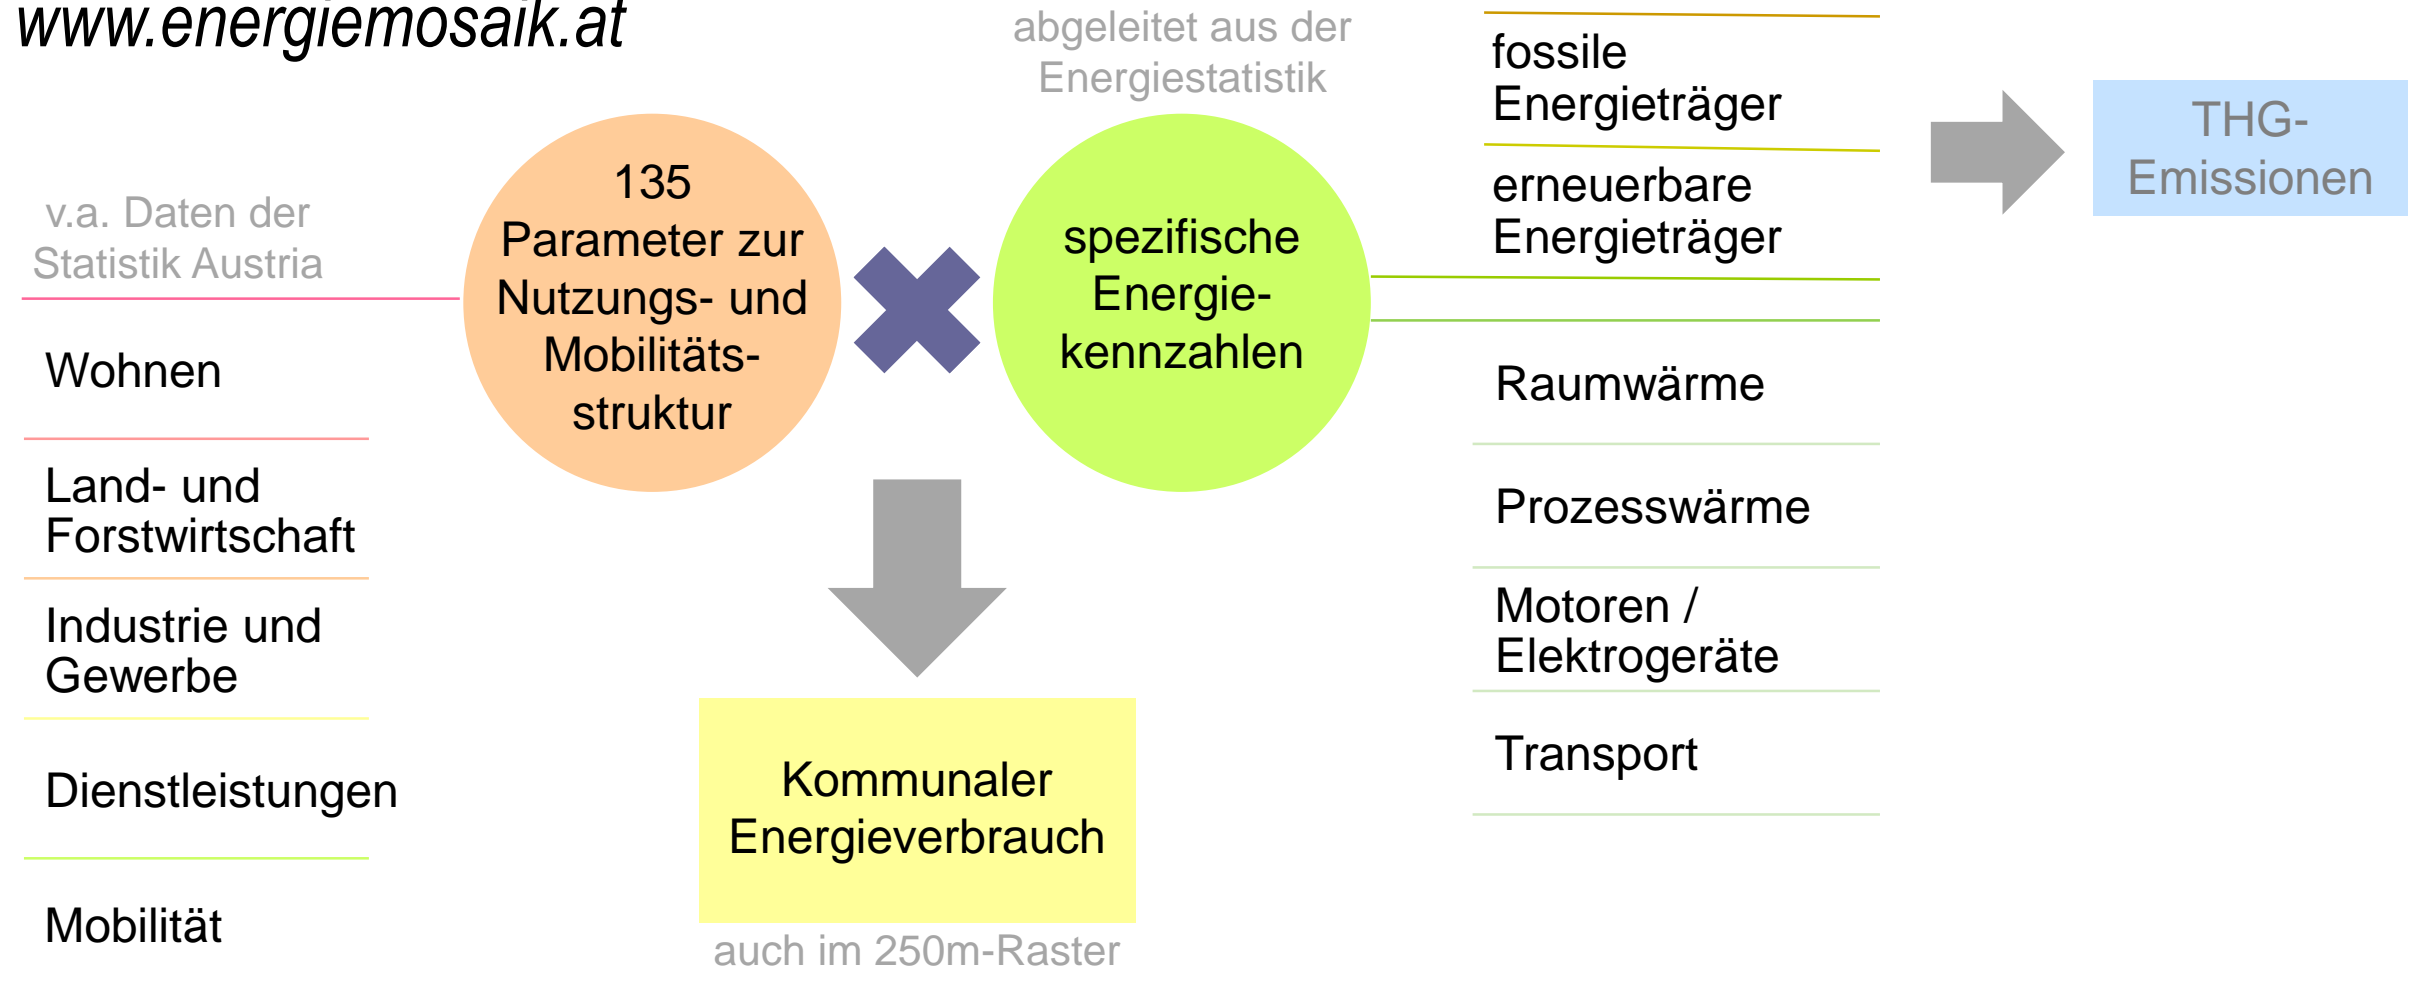 www.energiemosaik.at
v.a. Daten der
Statistik Austria
Wohnen
Land- und
Forstwirtschaft
Industrie und
Gewerbe
Dienstleistungen
Mobilität
135
Parameter zur
Nutzungs- und
Mobilitäts-
struktur
abgeleitet aus der
Energiestatistik
spezifische
Energie-
kennzahlen
Kommunaler
Energieverbrauch
auch im 250m-Raster
fossile
Energieträger
erneuerbare
Energieträger
Raumwärme
Prozesswärme
Motoren /
Elektrogeräte
Transport
THG-
Emissionen